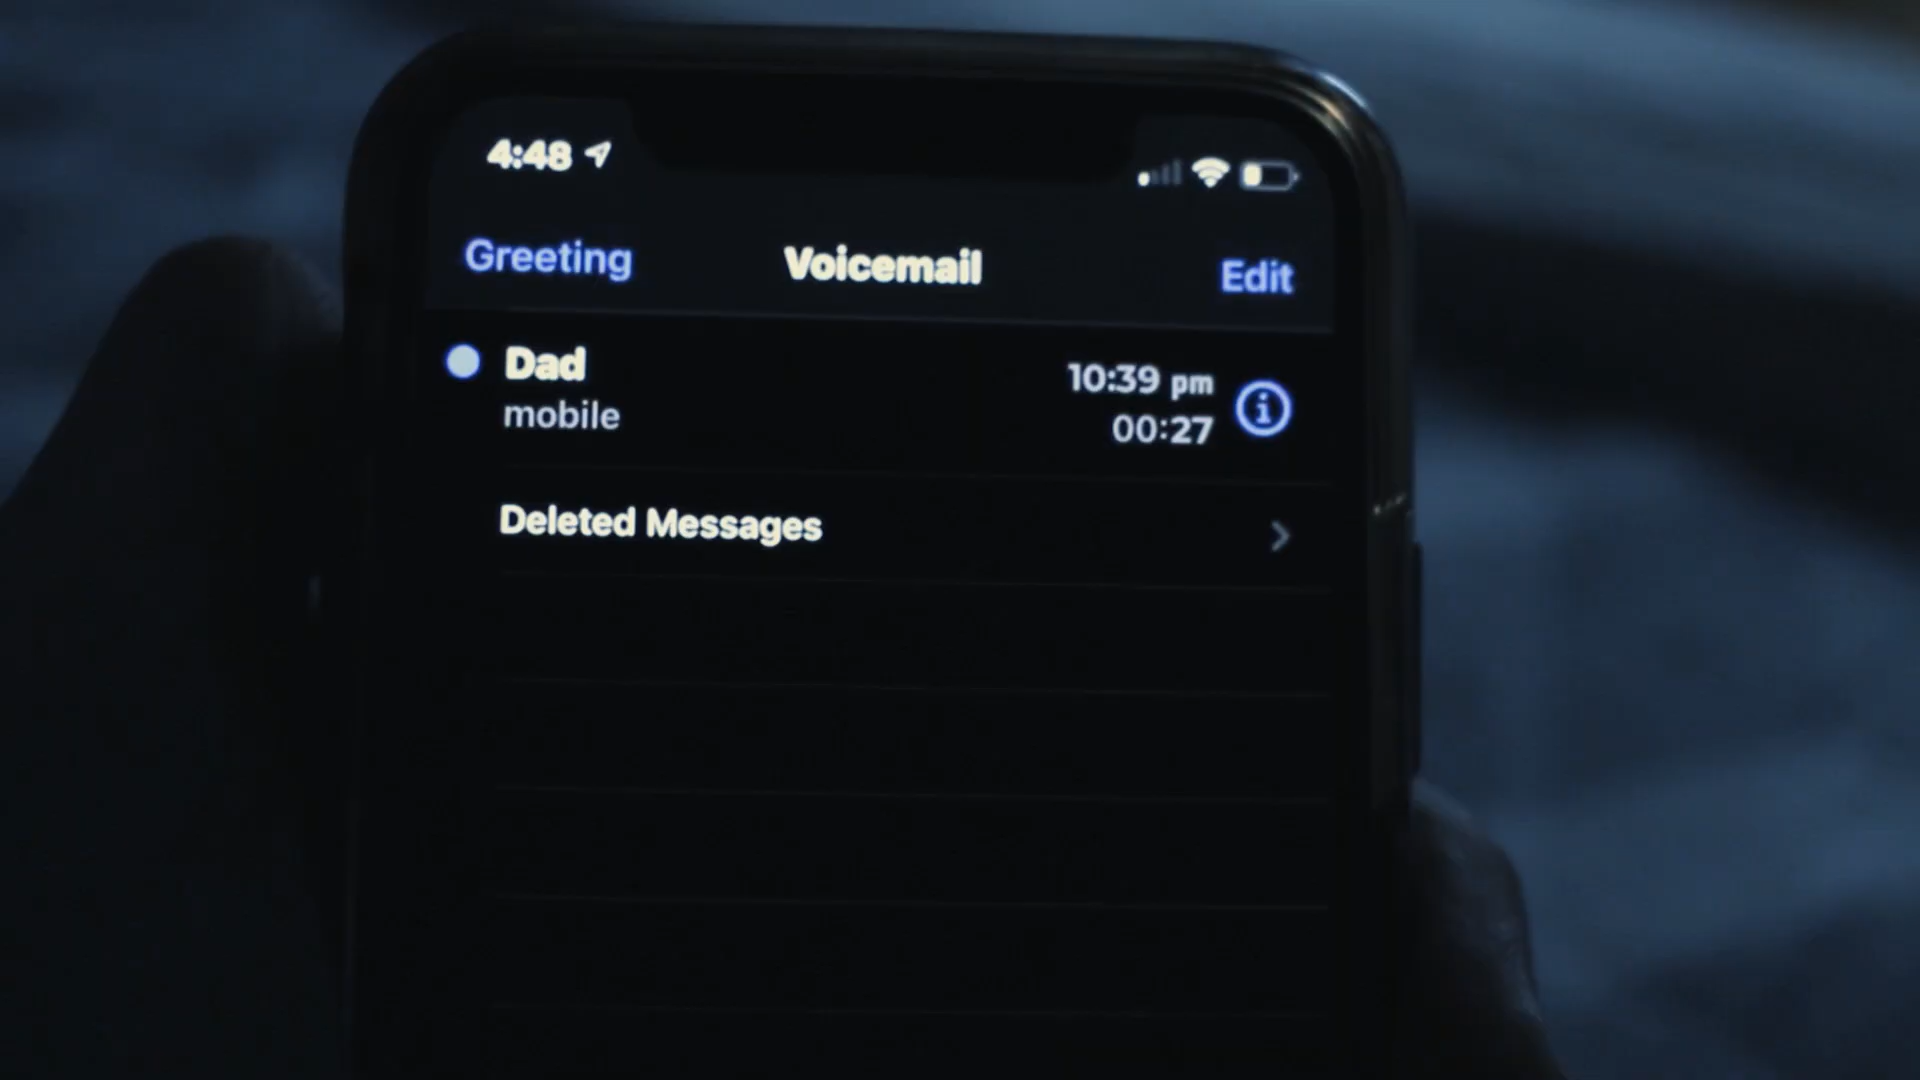 4:48
Greeting Voicemail Edit
Dad 10:39 pm
mobile 00:27
Deleted Messages